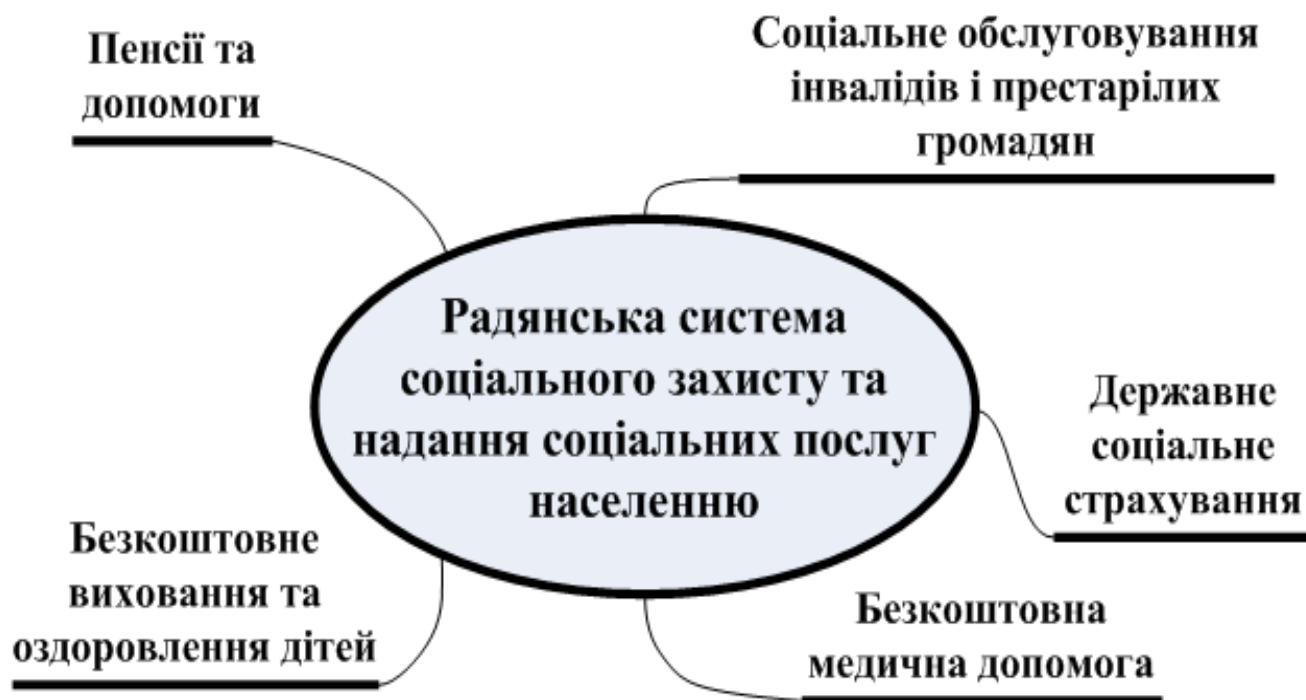 Пенсії та
допомоги
Соціальне обслуговування
інвалідів і престарілих
громадян
Радянська система
соціального захисту та
надання соціальних послуг
населенню
Державне
соціальне
страхування
Безкоштовне
виховання та
оздоровлення дітей
Безкоштовна
медична допомога